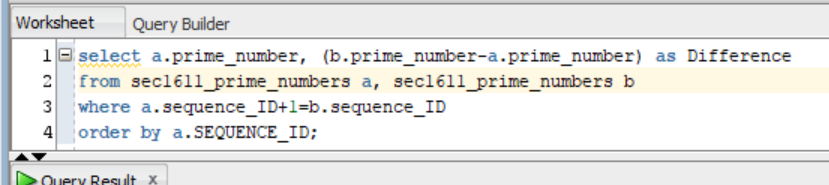 Worksheet Query Builder
1 select a.prime_number, (b.prime_number-a.prime_number) as Difference
2 from sec1611_prime_numbers a, sec1611_prime_numbers b
3 where a.sequence_ID+1=b.sequence_ID
4 order by a.SEQUENCE_ID;
Query Result x